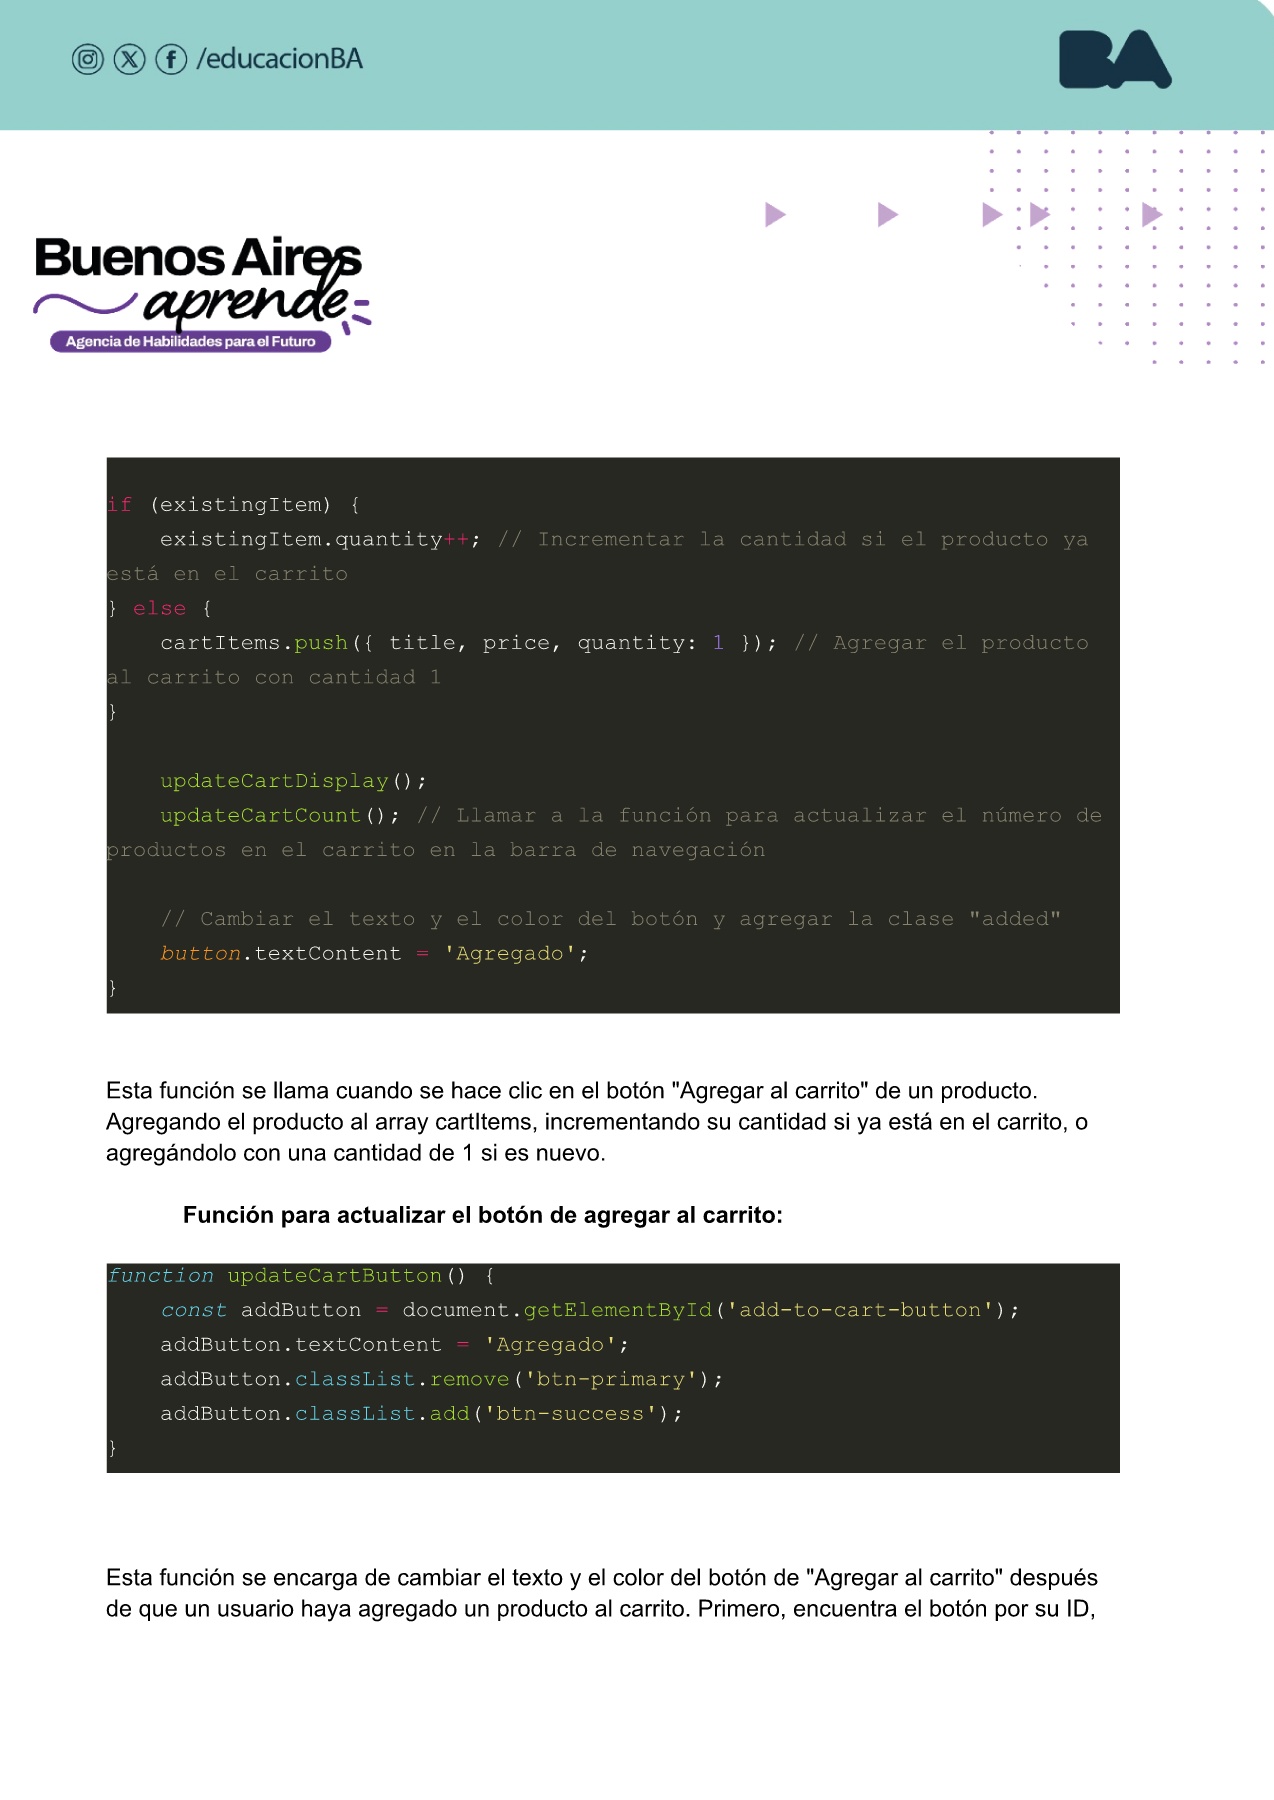 /educacionBA
BA
Buenos Aires
aprende
Agencia de Habilidades para el Futuro
if (existingItem) {
    existingItem.quantity++; // Incrementar la cantidad si el producto ya
está en el carrito
} else {
    cartItems.push({ title, price, quantity: 1 }); // Agregar el producto
al carrito con cantidad 1
}
    updateCartDisplay();
    updateCartCount(); // Llamar a la función para actualizar el número de
productos en el carrito en la barra de navegación
    // Cambiar el texto y el color del botón y agregar la clase "added"
    button.textContent = 'Agregado';
}
Esta función se llama cuando se hace clic en el botón "Agregar al carrito" de un producto.
Agregando el producto al array cartItems, incrementando su cantidad si ya está en el carrito, o
agregándolo con una cantidad de 1 si es nuevo.
Función para actualizar el botón de agregar al carrito:
function updateCartButton() {
    const addButton = document.getElementById('add-to-cart-button');
    addButton.textContent = 'Agregado';
    addButton.classList.remove('btn-primary');
    addButton.classList.add('btn-success');
}
Esta función se encarga de cambiar el texto y el color del botón de "Agregar al carrito" después
de que un usuario haya agregado un producto al carrito. Primero, encuentra el botón por su ID,